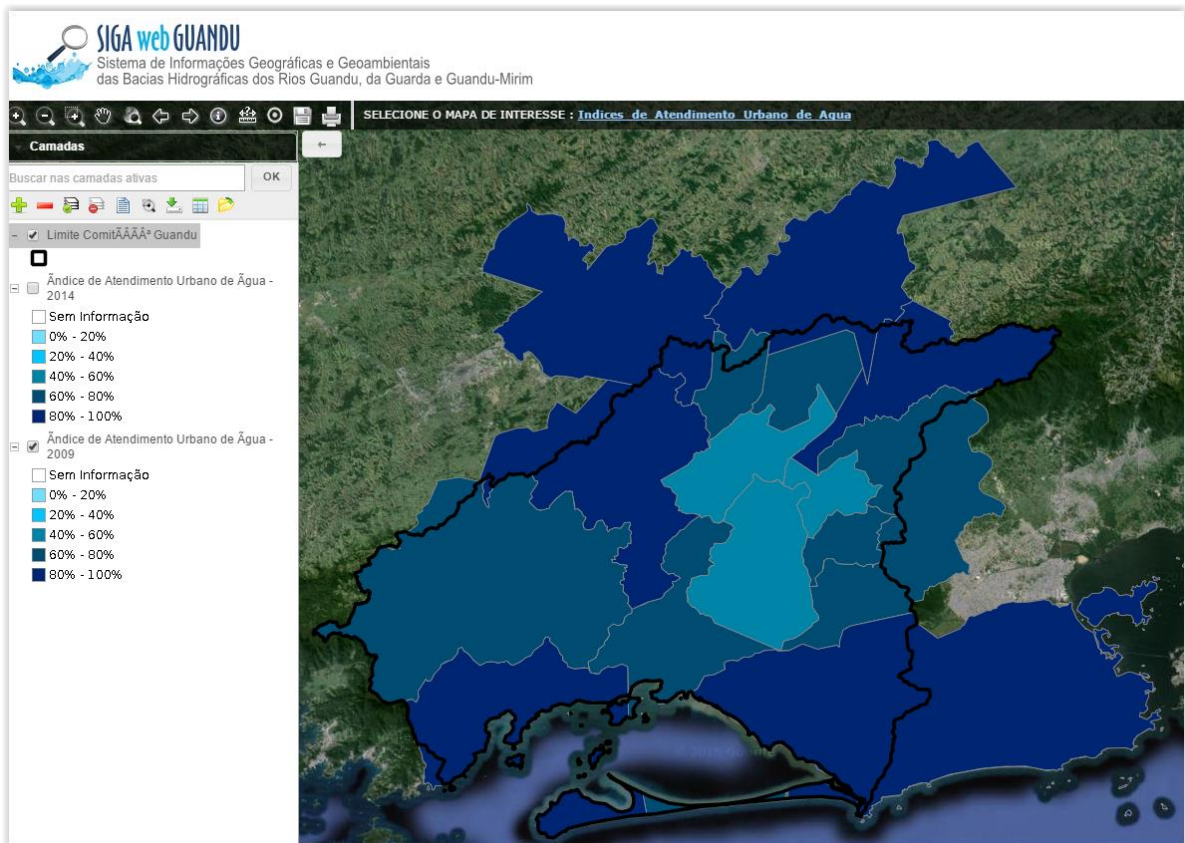 SIGA web GUANDU
Sistema de Informações Geográficas e Geoambientais
das Bacias Hidrográficas dos Rios Guandu, da Guarda e Guandu-Mirim
SELECIONE O MAPA DE INTERESSE : Indices de Atendimento Urbano de Agua
Camadas
Buscar nas camadas ativas
OK
Limite ComitÃÃÃÂª Guandu
Ãndice de Atendimento Urbano de Ãgua -
2014
Sem Informação
0% - 20%
20% - 40%
40% - 60%
60% - 80%
80% - 100%
Ãndice de Atendimento Urbano de Ãgua -
2009
Sem Informação
0% - 20%
20% - 40%
40% - 60%
60% - 80%
80% - 100%